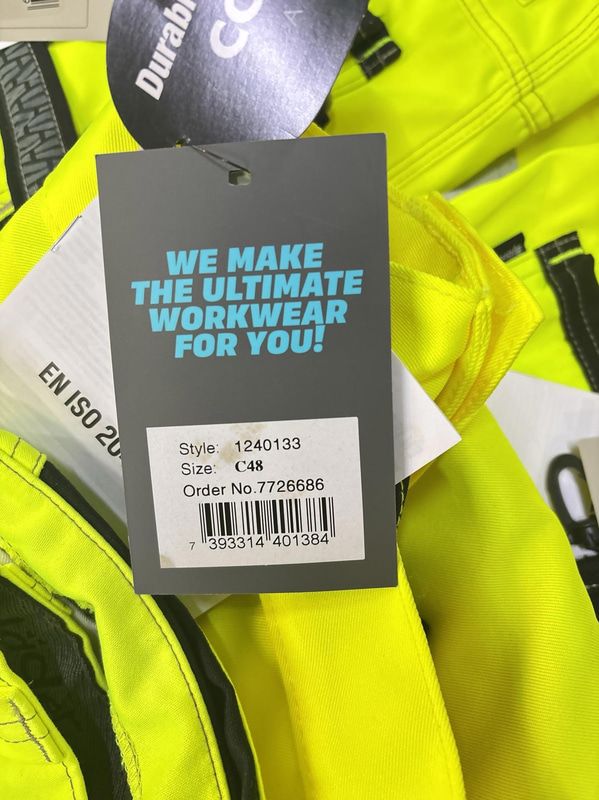 Durabl
CO
A
WE MAKE
THE ULTIMATE
WORKWEAR
FOR YOU!
EN ISO 20
Style: 1240133
Size: C48
Order No.7726686
7 393314 401384